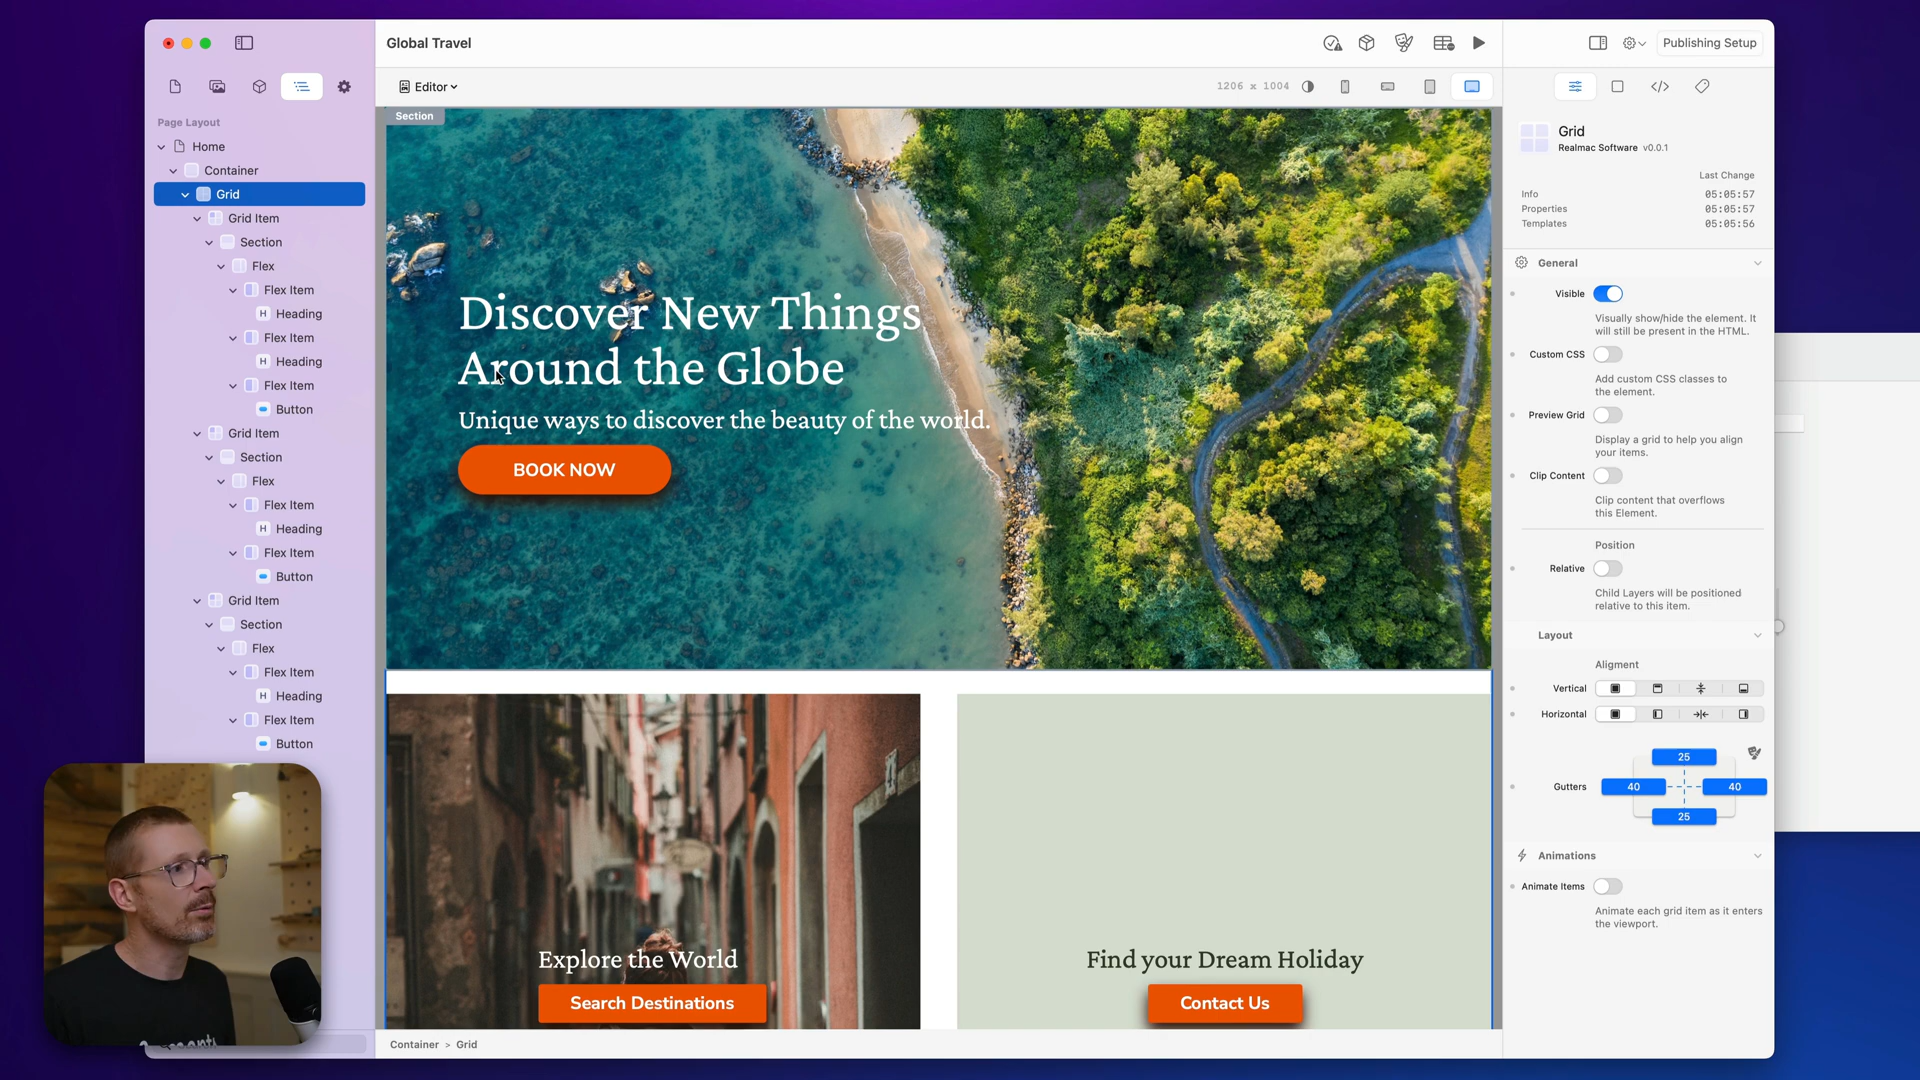 Global Travel
Publishing Setup
Editor
1206 x 1004
Page Layout
Home
Container
Grid
Grid Item
Section
Flex
Flex Item
Heading
Flex Item
Heading
Flex Item
Button
Grid Item
Section
Flex
Flex Item
Heading
Flex Item
Button
Grid Item
Section
Flex
Flex Item
Heading
Flex Item
Button
Section
Discover New Things
Around the Globe
Unique ways to discover the beauty of the world.
BOOK NOW
Explore the World
Search Destinations
Find your Dream Holiday
Contact Us
Container > Grid
Grid
Realmac Software v0.0.1
Last Change
Info 05:05:57
Properties 05:05:57
Templates 05:05:56
General
Visible
Visually show/hide the element. It
will still be present in the HTML.
Custom CSS
Add custom CSS classes to
the element.
Preview Grid
Display a grid to help you align
your items.
Clip Content
Clip content that overflows
this Element.
Position
Relative
Child Layers will be positioned
relative to this item.
Layout
Aligment
Vertical
Horizontal
25
Gutters 40 40
25
Animations
Animate Items
Animate each grid item as it enters
the viewport.